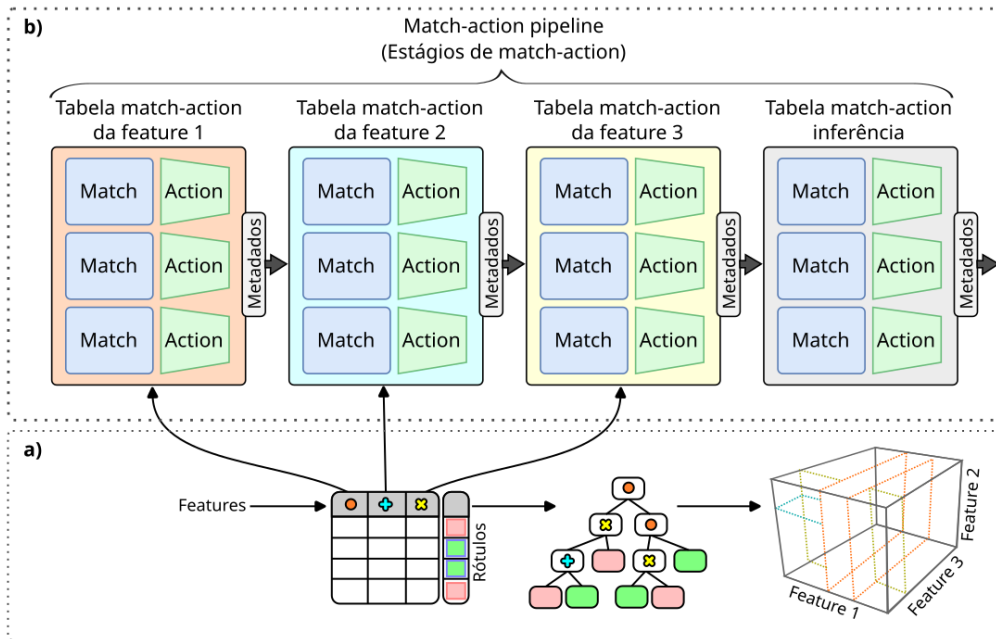 b)
Match-action pipeline
(Estágios de match-action)
Tabela match-action
da feature 1
Tabela match-action
da feature 2
Tabela match-action
da feature 3
Tabela match-action
inferência
Match
Action
Match
Action
Match
Action
Metadados
Match
Action
Match
Action
Match
Action
Metadados
Match
Action
Match
Action
Match
Action
Metadados
Match
Action
Match
Action
Match
Action
Metadados
a)
Features
Rótulos
Feature 1
Feature 3
Feature 2